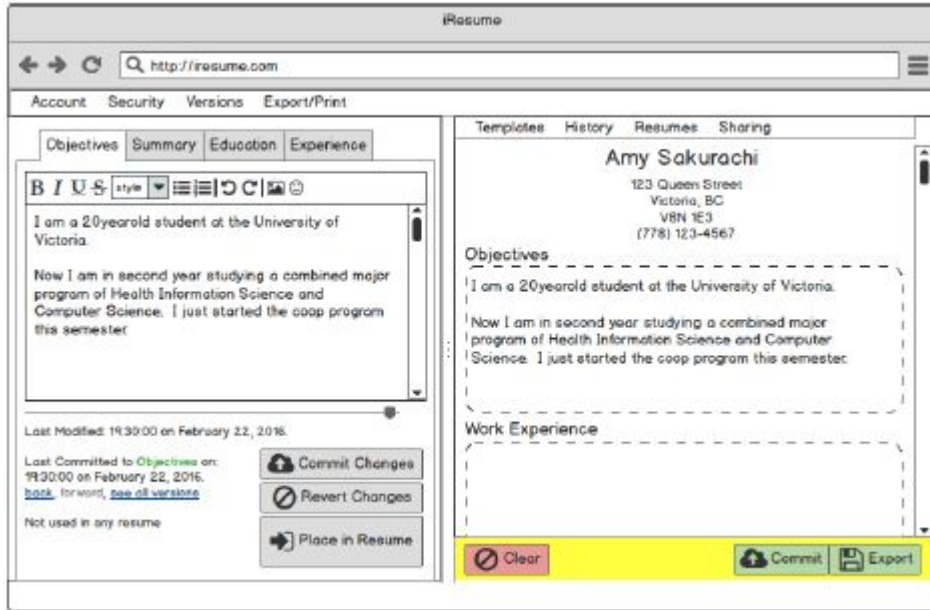 iResume
http://iresume.com
Account Security Versions Export/Print
Objectives Summary Education Experience
B I U S style
I am a 20yearold student at the University of
Victoria.
Now I am in second year studying a combined major
program of Health Information Science and
Computer Science. I just started the coop program
this semester.
Last Modified: 19:30:00 on February 22, 2016.
Last Committed to Objectives on:
19:30:00 on February 22, 2016.
back, forword, see all versions
Not used in any resume
Commit Changes
Revert Changes
Place in Resume
Templates History Resumes Sharing
Amy Sakurachi
123 Queen Street
Victoria, BC
V8N 1E3
(778) 123-4567
Objectives
I am a 20yearold student at the University of Victoria.
Now I am in second year studying a combined major
program of Health Information Science and Computer
Science. I just started the coop program this semester.
Work Experience
Clear
Commit
Export